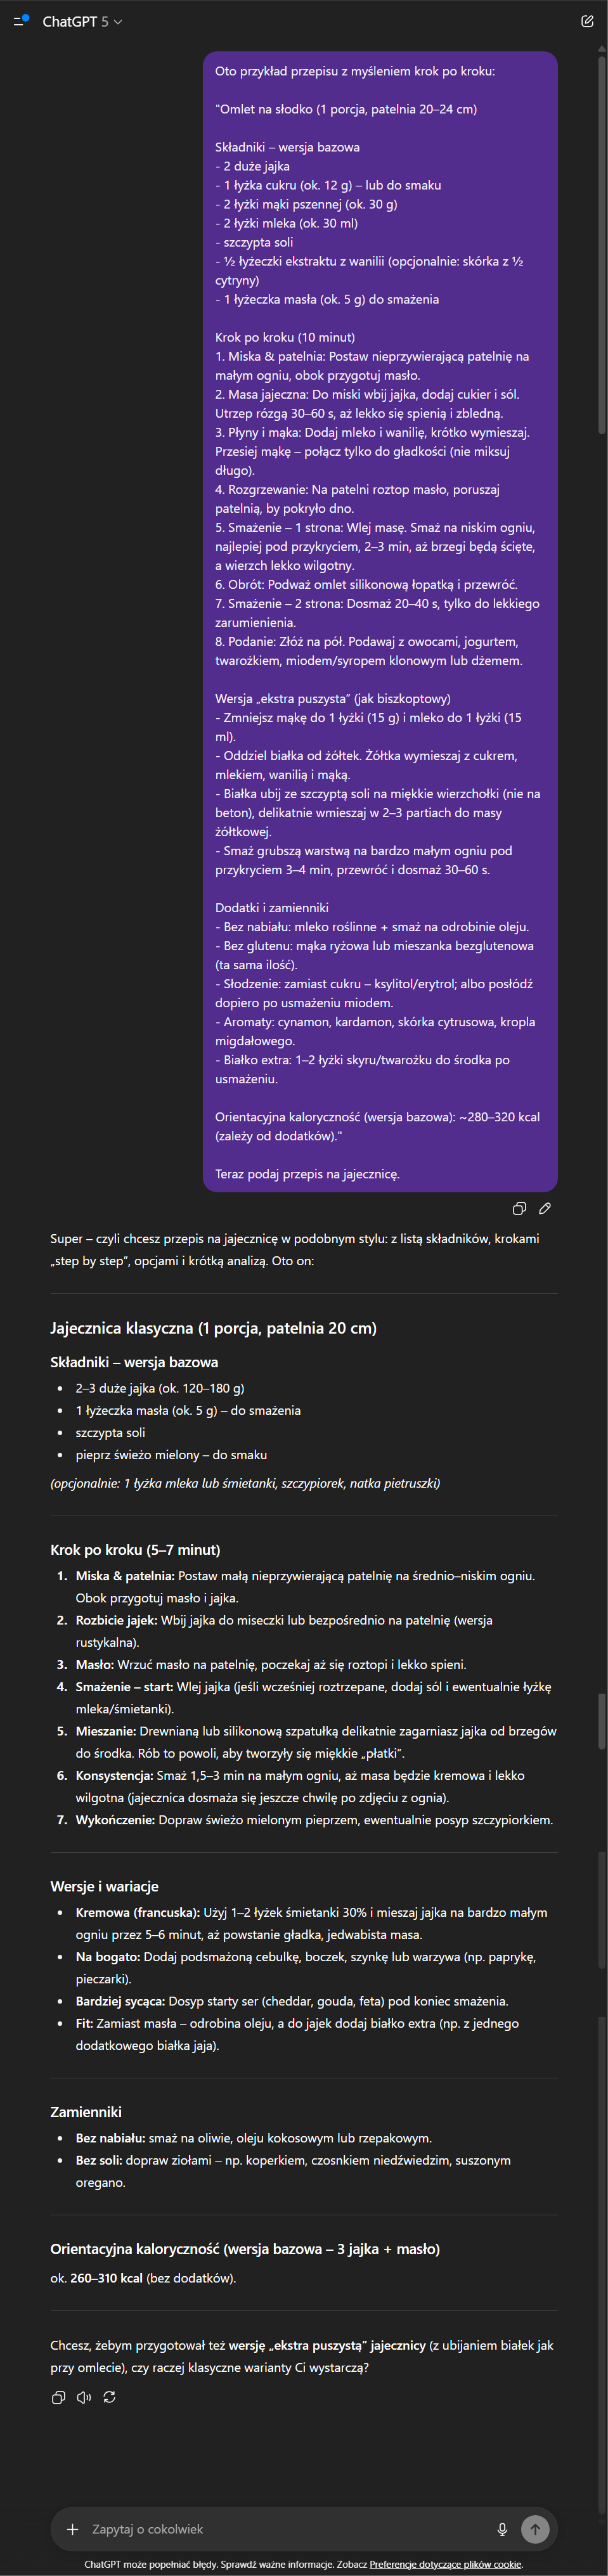 ChatGPT 5
Oto przykład przepisu z myśleniem krok po kroku:
"Omlet na słodko (1 porcja, patelnia 20–24 cm)
Składniki – wersja bazowa
- 2 duże jajka
- 1 łyżka cukru (ok. 12 g) – lub do smaku
- 2 łyżki mąki pszennej (ok. 30 g)
- 2 łyżki mleka (ok. 30 ml)
- szczypta soli
- ½ łyżeczki ekstraktu z wanilii (opcjonalnie: skórka z ½
cytryny)
- 1 łyżeczka masła (ok. 5 g) do smażenia
Krok po kroku (10 minut)
1. Miska & patelnia: Postaw nieprzywierającą patelnię na
małym ogniu, obok przygotuj masło.
2. Masa jajeczna: Do miski wbij jajka, dodaj cukier i sól.
Utrzep rózgą 30–60 s, aż lekko się spienią i zbledną.
3. Płyny i mąka: Dodaj mleko i wanilię, krótko wymieszaj.
Przesiej mąkę – połącz tylko do gładkości (nie miksuj
długo).
4. Rozgrzewanie: Na patelni roztop masło, poruszaj
patelnią, by pokryło dno.
5. Smażenie – 1 strona: Wlej masę. Smaż na niskim ogniu,
najlepiej pod przykryciem, 2–3 min, aż brzegi będą ścięte,
a wierzch lekko wilgotny.
6. Obrót: Podważ omlet silikonową łopatką i przewróć.
7. Smażenie – 2 strona: Dosmaż 20–40 s, tylko do lekkiego
zarumienienia.
8. Podanie: Złóż na pół. Podawaj z owocami, jogurtem,
twarożkiem, miodem/syropem klonowym lub dżemem.
Wersja „ekstra puszysta” (jak biszkoptowy)
- Zmniejsz mąkę do 1 łyżki (15 g) i mleko do 1 łyżki (15
ml).
- Oddziel białka od żółtek. Żółtka wymieszaj z cukrem,
mlekiem, wanilią i mąką.
- Białka ubij ze szczyptą soli na miękkie wierzchołki (nie na
beton), delikatnie wmieszaj w 2–3 partiach do masy
żółtkowej.
- Smaż grubszą warstwą na bardzo małym ogniu pod
przykryciem 3–4 min, przewróć i dosmaż 30–60 s.
Dodatki i zamienniki
- Bez nabiału: mleko roślinne + smaż na odrobinie oleju.
- Bez glutenu: mąka ryżowa lub mieszanka bezglutenowa
(ta sama ilość).
- Słodzenie: zamiast cukru – ksylitol/erytrol; albo posłódź
dopiero po usmażeniu miodem.
- Aromaty: cynamon, kardamon, skórka cytrusowa, kropla
migdałowego.
- Białko extra: 1–2 łyżki skyru/twarożku do środka po
usmażeniu.
Orientacyjna kaloryczność (wersja bazowa): ~280–320 kcal
(zależy od dodatków)."
Teraz podaj przepis na jajecznicę.
Super – czyli chcesz przepis na jajecznicę w podobnym stylu: z listą składników, krokami
„step by step”, opcjami i krótką analizą. Oto on:
Jajecznica klasyczna (1 porcja, patelnia 20 cm)
Składniki – wersja bazowa
• 2–3 duże jajka (ok. 120–180 g)
• 1 łyżeczka masła (ok. 5 g) – do smażenia
• szczypta soli
• pieprz świeżo mielony – do smaku
(opcjonalnie: 1 łyżka mleka lub śmietanki, szczypiorek, natka pietruszki)
Krok po kroku (5–7 minut)
1. Miska & patelnia: Postaw małą nieprzywierającą patelnię na średnio–niskim ogniu.
Obok przygotuj masło i jajka.
2. Rozbicie jajek: Wbij jajka do miseczki lub bezpośrednio na patelnię (wersja
rustykalna).
3. Masło: Wrzuć masło na patelnię, poczekaj aż się roztopi i lekko spieni.
4. Smażenie – start: Wlej jajka (jeśli wcześniej roztrzepane, dodaj sól i ewentualnie łyżkę
mleka/śmietanki).
5. Mieszanie: Drewnianą lub silikonową szpatułką delikatnie zagarniasz jajka od brzegów
do środka. Rób to powoli, aby tworzyły się miękkie „płatki”.
6. Konsystencja: Smaż 1,5–3 min na małym ogniu, aż masa będzie kremowa i lekko
wilgotna (jajecznica dosmaża się jeszcze chwilę po zdjęciu z ognia).
7. Wykończenie: Dopraw świeżo mielonym pieprzem, ewentualnie posyp szczypiorkiem.
Wersje i wariacje
• Kremowa (francuska): Użyj 1–2 łyżek śmietanki 30% i mieszaj jajka na bardzo małym
ogniu przez 5–6 minut, aż powstanie gładka, jedwabista masa.
• Na bogato: Dodaj podsmażoną cebulkę, boczek, szynkę lub warzywa (np. paprykę,
pieczarki).
• Bardziej sycąca: Dosyp starty ser (cheddar, gouda, feta) pod koniec smażenia.
• Fit: Zamiast masła – odrobina oleju, a do jajek dodaj białko extra (np. z jednego
dodatkowego białka jaja).
Zamienniki
• Bez nabiału: smaż na oliwie, oleju kokosowym lub rzepakowym.
• Bez soli: dopraw ziołami – np. koperkiem, czosnkiem niedźwiedzim, suszonym
oregano.
Orientacyjna kaloryczność (wersja bazowa – 3 jajka + masło)
ok. 260–310 kcal (bez dodatków).
Chcesz, żebym przygotował też wersję „ekstra puszystą” jajecznicy (z ubijaniem białek jak
przy omlecie), czy raczej klasyczne warianty Ci wystarczą?
Zapytaj o cokolwiek
ChatGPT może popełniać błędy. Sprawdź ważne informacje. Zobacz Preferencje dotyczące plików cookie.